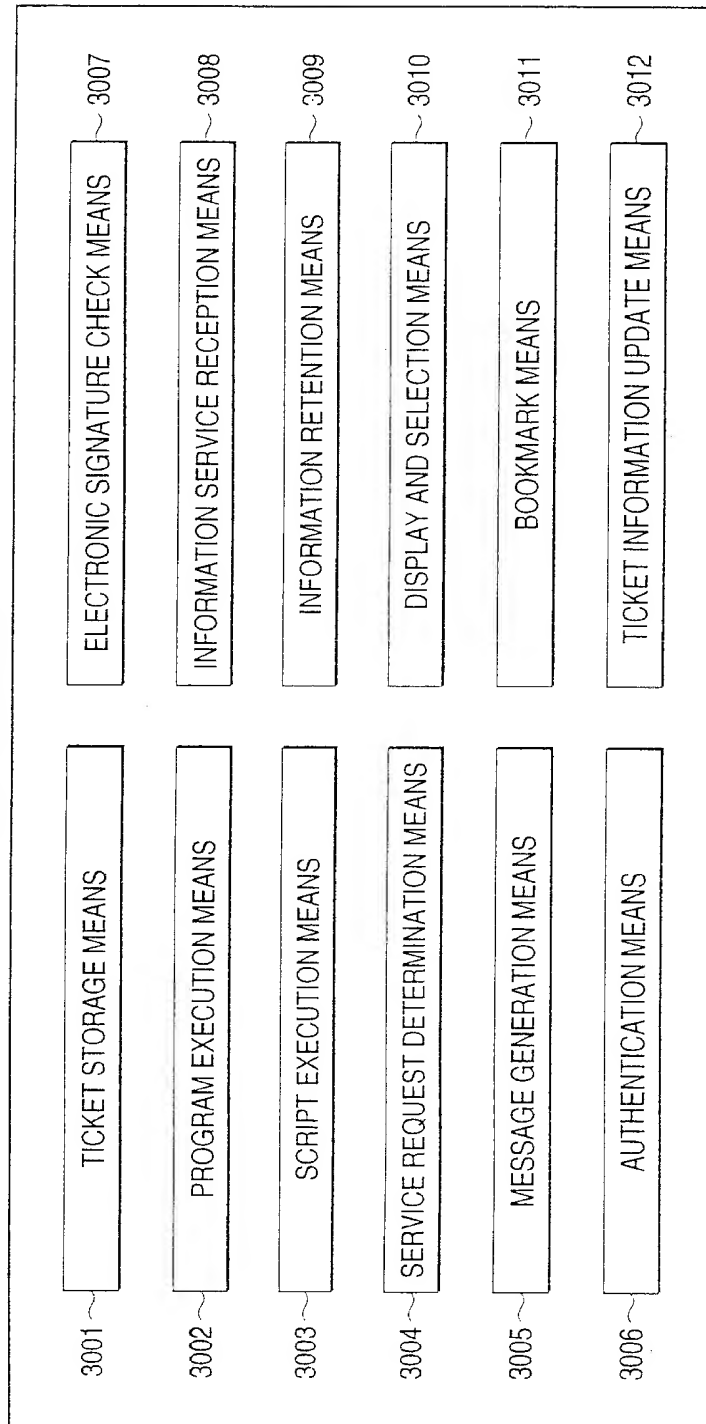 3001 TICKET STORAGE MEANS
3002 PROGRAM EXECUTION MEANS
3003 SCRIPT EXECUTION MEANS
3004 SERVICE REQUEST DETERMINATION MEANS
3005 MESSAGE GENERATION MEANS
3006 AUTHENTICATION MEANS
ELECTRONIC SIGNATURE CHECK MEANS 3007
INFORMATION SERVICE RECEPTION MEANS 3008
INFORMATION RETENTION MEANS 3009
DISPLAY AND SELECTION MEANS 3010
BOOKMARK MEANS 3011
TICKET INFORMATION UPDATE MEANS 3012